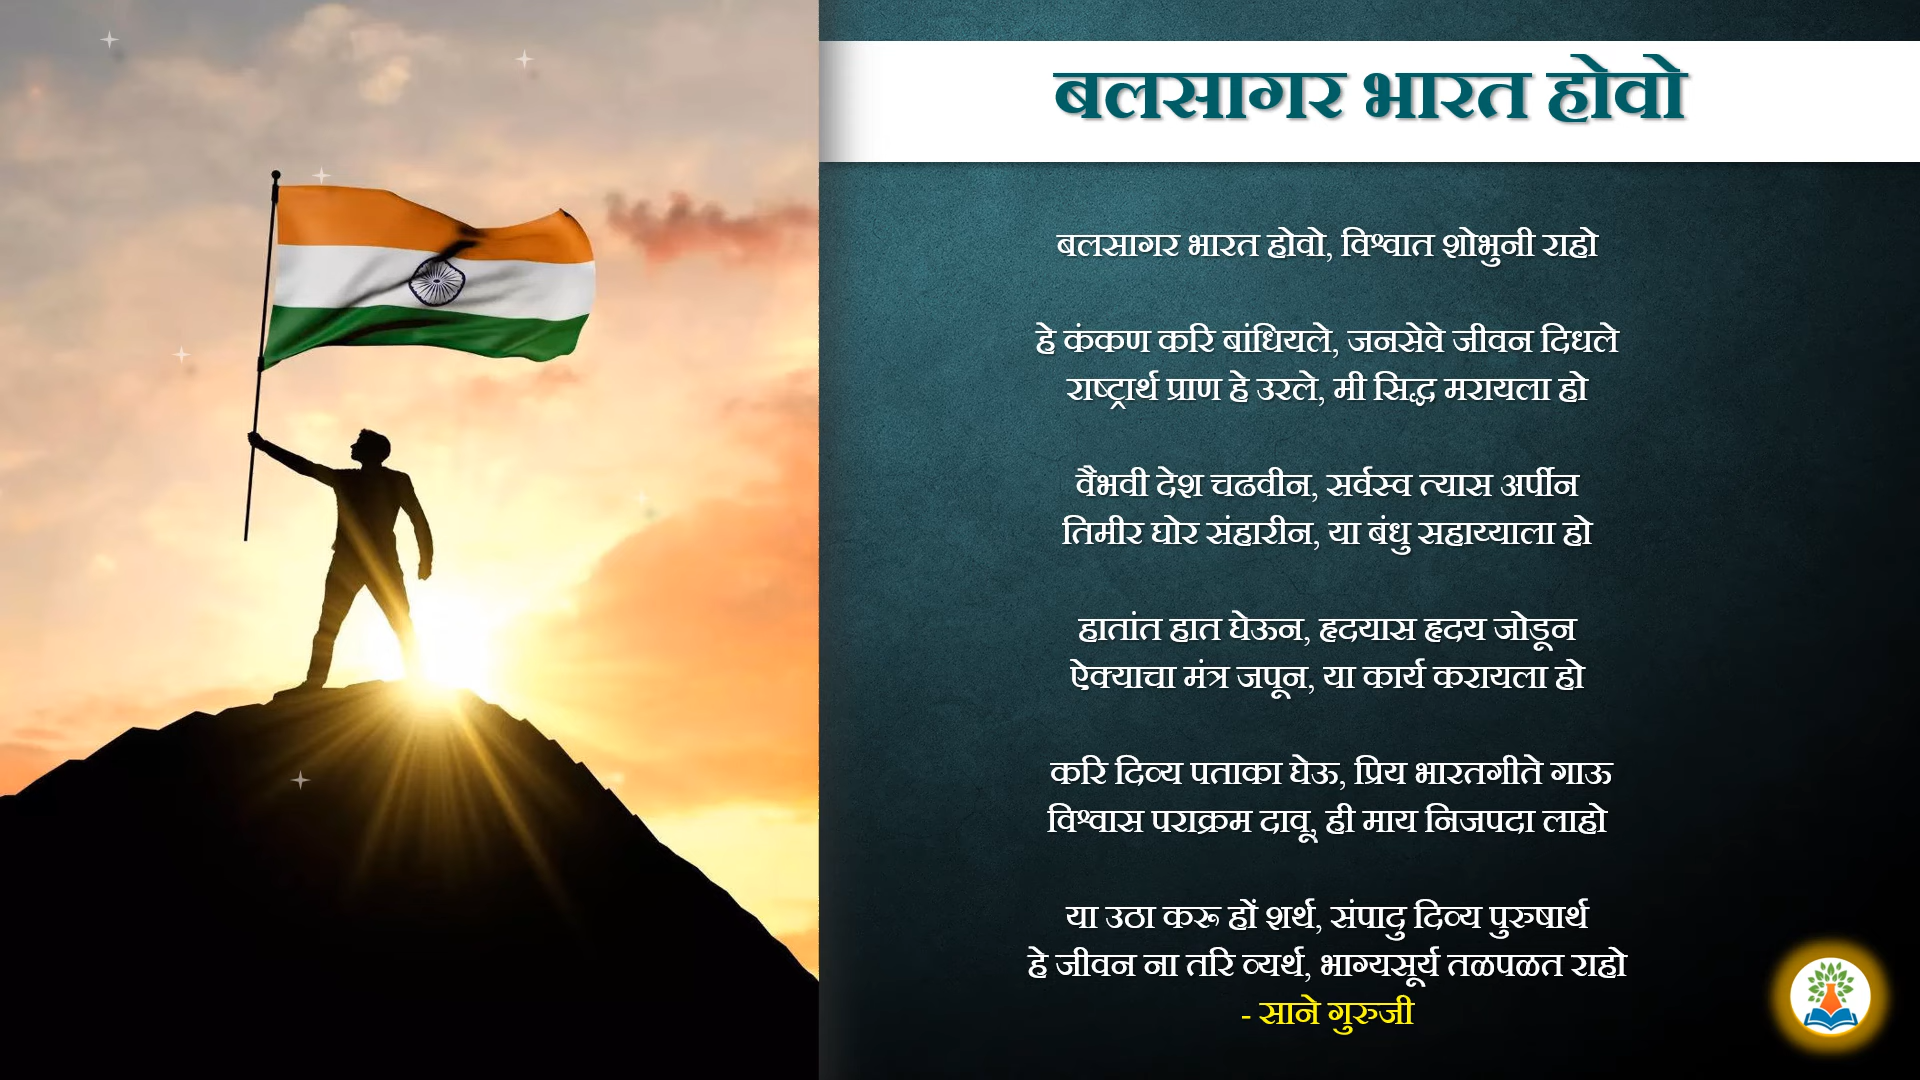 बलसागर भारत होवो
बलसागर भारत होवो, विश्वात शोभुनी राहो
हे कंकण करि बांधियले, जनसेवे जीवन दिधले
राष्ट्रार्थ प्राण हे उरले, मी सिद्ध मरायला हो
वैभवी देश चढवीन, सर्वस्व त्यास अर्पीन
तिमीर घोर संहारीन, या बंधु सहाय्याला हो
हातांत हात घेऊन, हृदयास हृदय जोडून
ऐक्याचा मंत्र जपून, या कार्य करायला हो
करि दिव्य पताका घेऊ, प्रिय भारतगीते गाऊ
विश्वास पराक्रम दावू, ही माय निजपदा लाहो
या उठा करू हों शर्थ, संपादु दिव्य पुरुषार्थ
हे जीवन ना तरि व्यर्थ, भाग्यसूर्य तळपळत राहो
- साने गुरुजी